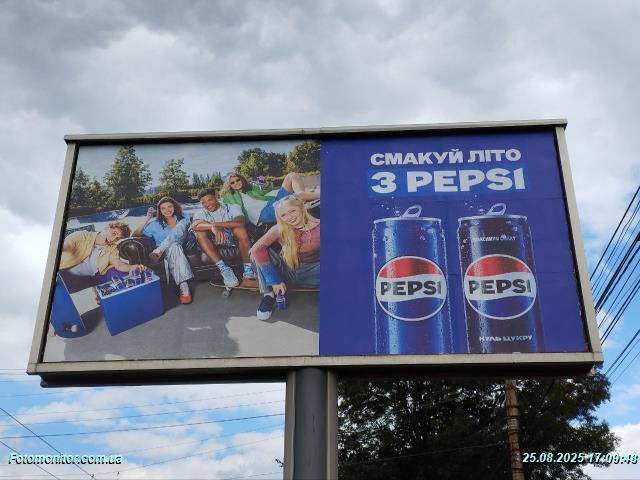 СМАКУЙ ЛІТО
З PEPSI
PEPSI
PEPSI
НУЛЬ ЦУКРУ
Fotomonitor.com.ua
25.08.2025 17:09:48